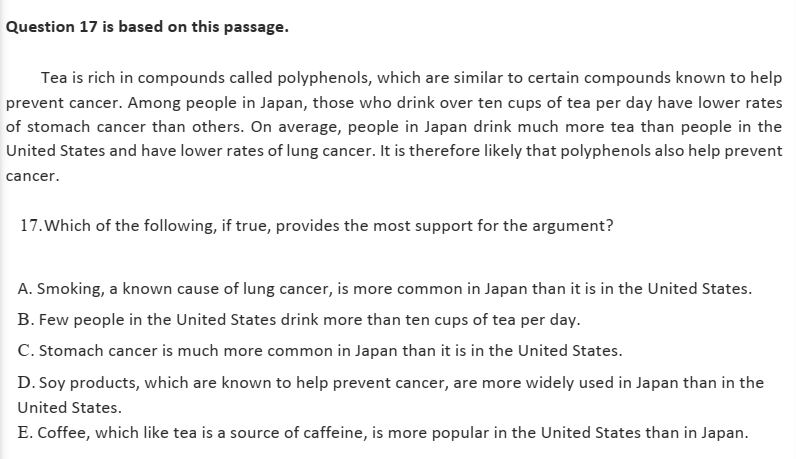 Question 17 is based on this passage.
Tea is rich in compounds called polyphenols, which are similar to certain compounds known to help
prevent cancer. Among people in Japan, those who drink over ten cups of tea per day have lower rates
of stomach cancer than others. On average, people in Japan drink much more tea than people in the
United States and have lower rates of lung cancer. It is therefore likely that polyphenols also help prevent
cancer.
17.Which of the following, if true, provides the most support for the argument?
A. Smoking, a known cause of lung cancer, is more common in Japan than it is in the United States.
B. Few people in the United States drink more than ten cups of tea per day.
C. Stomach cancer is much more common in Japan than it is in the United States.
D. Soy products, which are known to help prevent cancer, are more widely used in Japan than in the
United States.
E. Coffee, which like tea is a source of caffeine, is more popular in the United States than in Japan.